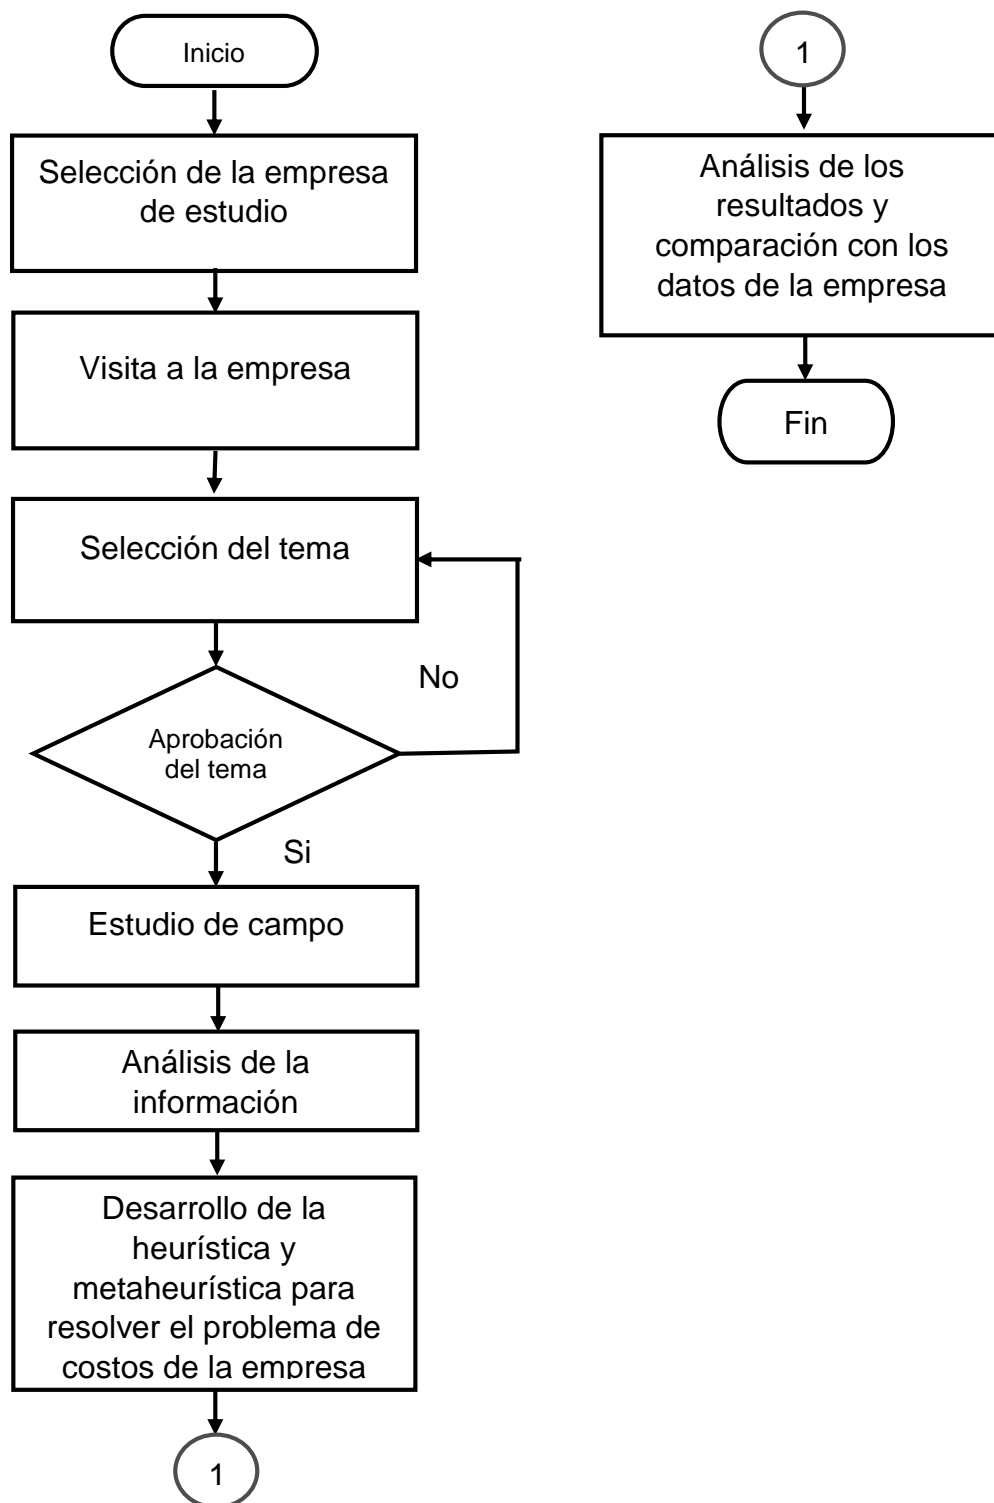 Inicio
Selección de la empresa
de estudio
Visita a la empresa
Selección del tema
No
Aprobación
del tema
Si
Estudio de campo
Análisis de la
información
Desarrollo de la
heurística y
metaheurística para
resolver el problema de
costos de la empresa
1
1
Análisis de los
resultados y
comparación con los
datos de la empresa
Fin